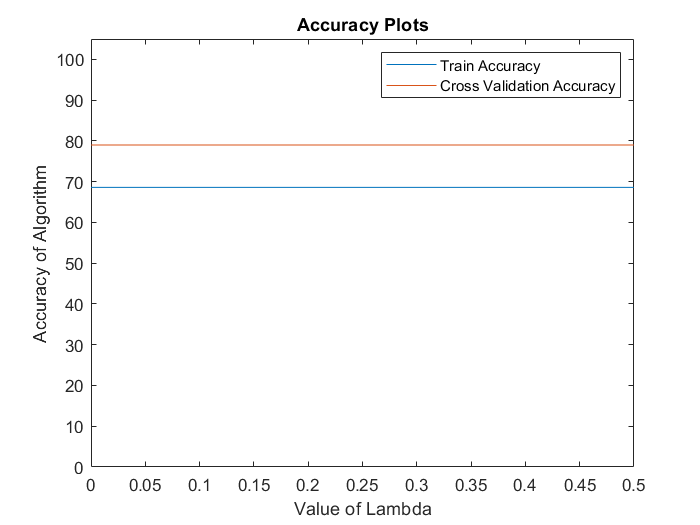 Accuracy Plots
Train Accuracy
Cross Validation Accuracy
100
90
80
70
60
50
40
30
20
10
0
Accuracy of Algorithm
0 0.05 0.1 0.15 0.2 0.25 0.3 0.35 0.4 0.45 0.5
Value of Lambda